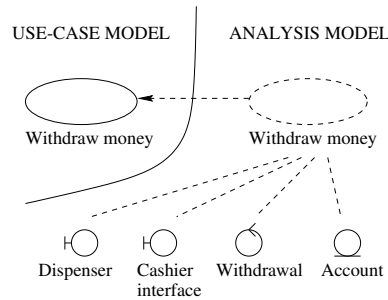 USE-CASE MODEL
ANALYSIS MODEL
Withdraw money
Withdraw money
Dispenser
Cashier
interface
Withdrawal
Account